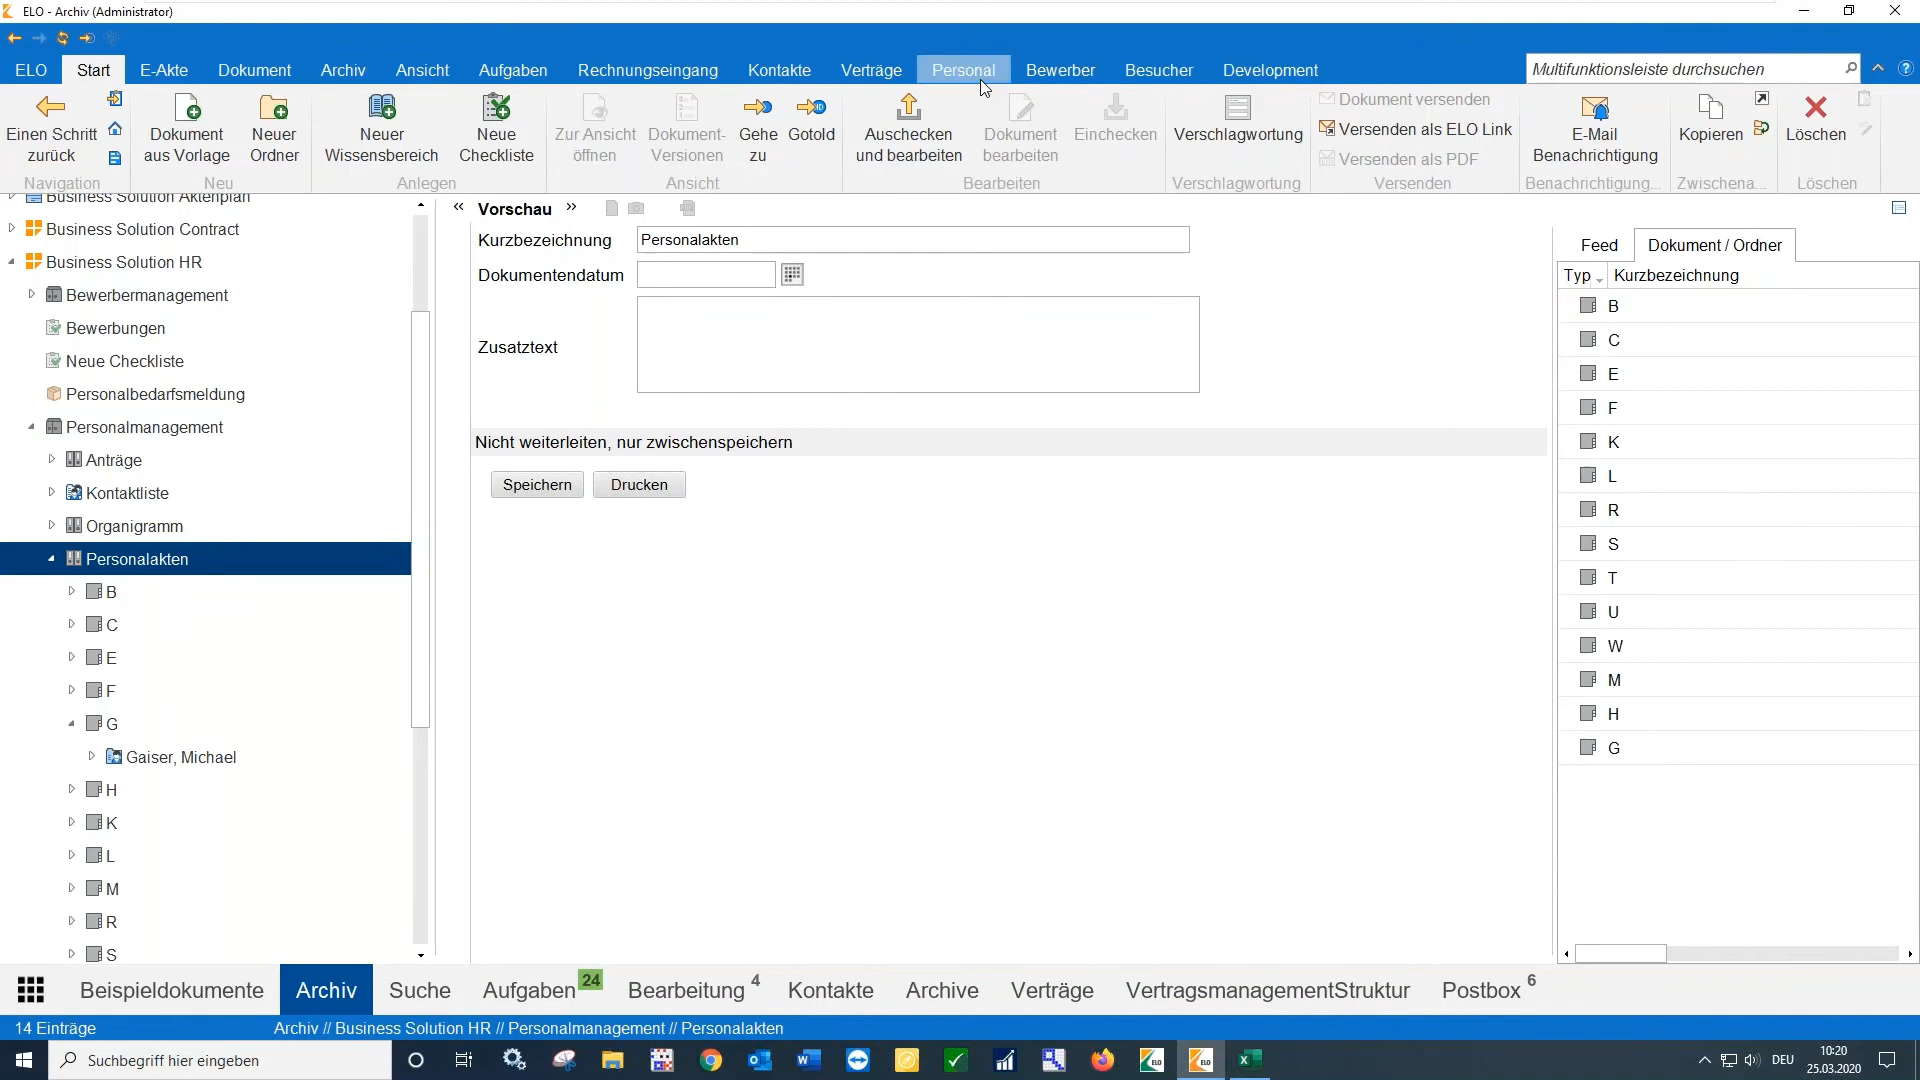 ELO - Archiv (Administrator)
ELO Start E-Akte Dokument Archiv Ansicht Aufgaben Rechnungseingang Kontakte Verträge Personal Bewerber Besucher Development Multifunktionsleiste durchsuchen
Einen Schritt zurück
Navigation
Dokument aus Vorlage
Neuer Ordner
Neu
Neuer Wissensbereich
Neue Checkliste
Anlegen
Zur Ansicht öffnen
Dokument-Versionen
Gehe zu
GotoId
Ansicht
Auschecken und bearbeiten
Dokument bearbeiten
Einchecken
Bearbeiten
Verschlagwortung
Verschlagwortung
Dokument versenden
Versenden als ELO Link
Versenden als PDF
Versenden
E-Mail Benachrichtigung
Benachrichtigung...
Kopieren
Zwischena...
Löschen
Löschen
Business Solution Aktenplan
Business Solution Contract
Business Solution HR
Bewerbermanagement
Bewerbungen
Neue Checkliste
Personalbedarfsmeldung
Personalmanagement
Anträge
Kontaktliste
Organigramm
Personalakten
B
C
E
F
G
Gaiser, Michael
H
K
L
M
R
S
Vorschau
Kurzbezeichnung Personalakten
Dokumentendatum
Zusatztext
Nicht weiterleiten, nur zwischenspeichern
Speichern Drucken
Feed Dokument / Ordner
Typ Kurzbezeichnung
B
C
E
F
K
L
R
S
T
U
W
M
H
G
Beispieldokumente Archiv Suche Aufgaben 24 Bearbeitung 4 Kontakte Archive Verträge VertragsmanagementStruktur Postbox 6
14 Einträge Archiv // Business Solution HR // Personalmanagement // Personalakten
Suchbegriff hier eingeben
DEU
10:20
25.03.2020